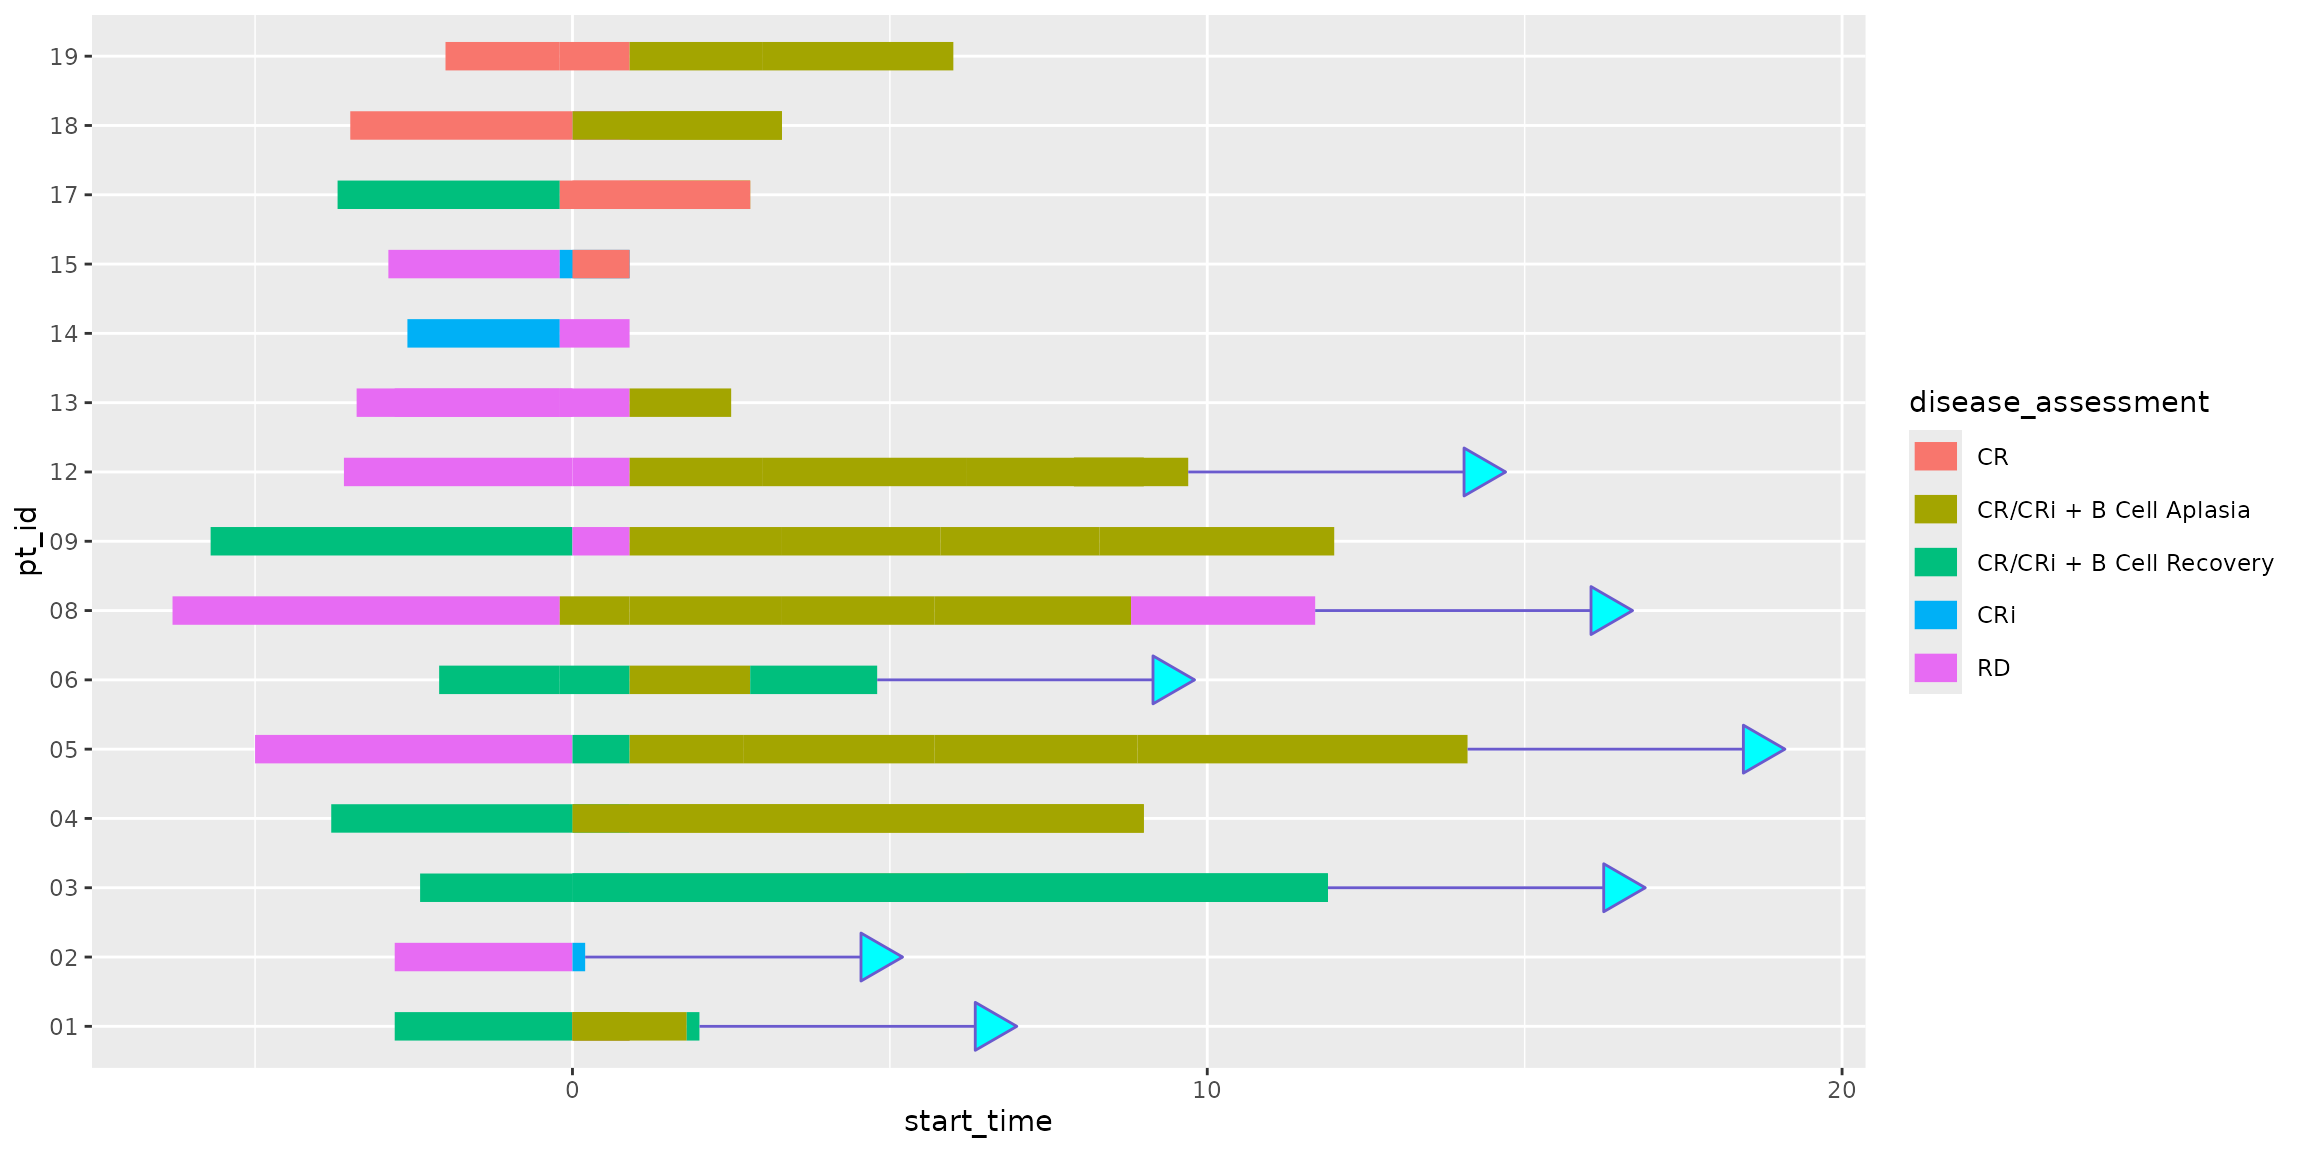 19
18
17
15
14
13
12
09
08
06
05
04
03
02
01
pt_id
0
10
20
start_time
disease_assessment
CR
CR/CRi + B Cell Aplasia
CR/CRi + B Cell Recovery
CRi
RD